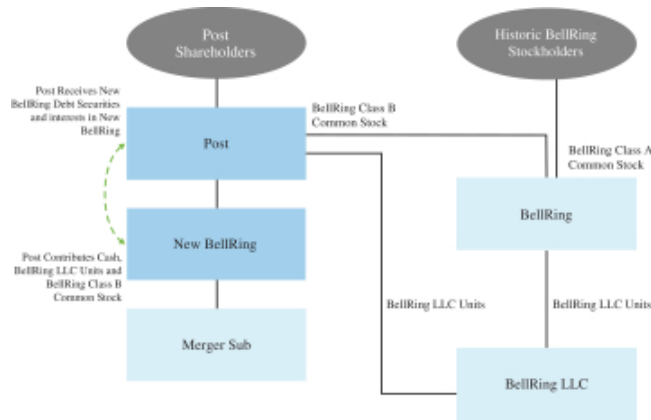 Post
Shareholders
Historic BellRing
Stockholders
Post Receives New
BellRing Debt Securities
and interests in New
BellRing
BellRing Class B
Common Stock
Post
BellRing Class A
Common Stock
BellRing
New BellRing
Post Contributes Cash,
BellRing LLC Units and
BellRing Class B
Common Stock
BellRing LLC Units
BellRing LLC Units
Merger Sub
BellRing LLC